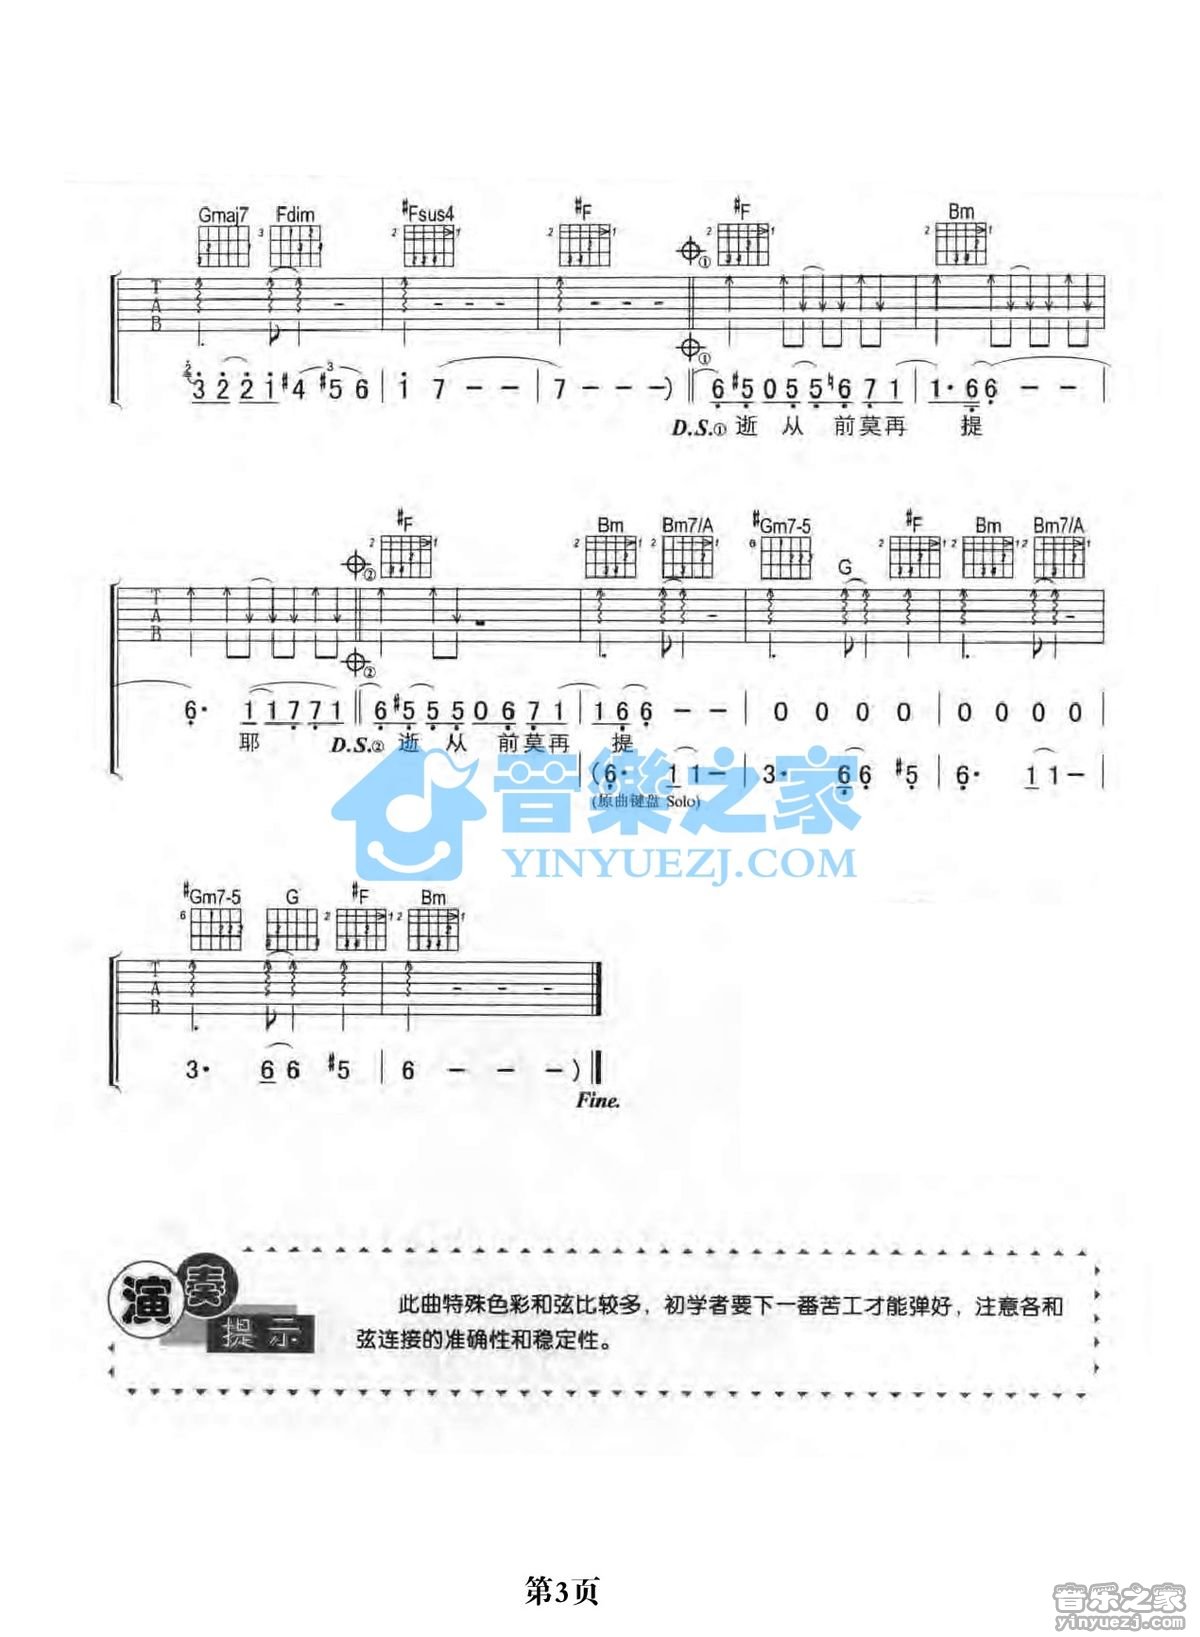 Gmaj7 Fdim #Fsus4 #F #F Bm
3 2 2 1 #4 #5 6 | 1 7 - - | 7 - - - ) || 6 #5 0 5 5 ♮6 7 1 | 1· 6 6 - - |
D.S.① 逝 从 前莫再 提
#F Bm Bm7/A #Gm7-5 G #F Bm Bm7/A
6· 1 1 7 7 1 || 6 #5 5 5 0 6 7 1 | 1 6 6 - - | 0 0 0 0 | 0 0 0 0 |
耶 D.S.② 逝 从 前莫再 提
(6· 1 1 - | 3· 6 6 #5 | 6· 1 1 - |
(原曲键盘 Solo)
音樂之家
YINYUEZJ.COM
#Gm7-5 G #F Bm
3· 6 6 #5 | 6 - - - )
Fine.
演奏
提示
此曲特殊色彩和弦比较多，初学者要下一番苦工才能弹好，注意各和
弦连接的准确性和稳定性。
第3页
音乐之家
yinyuezj.com